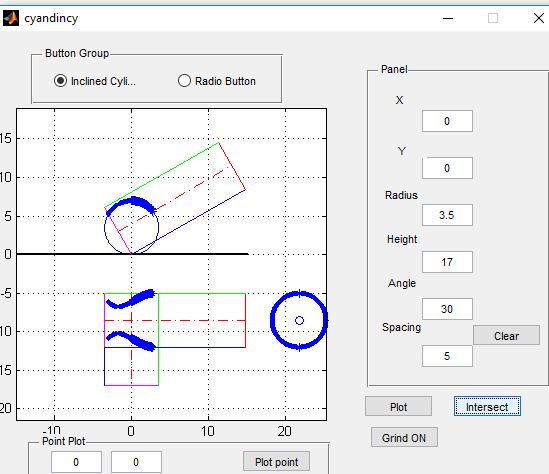 cyandincy
Button Group
Inclined Cyli...
Radio Button
Panel
X
0
Y
0
Radius
3.5
Height
17
Angle
30
Spacing
5
Clear
Plot
Intersect
Grind ON
15
10
5
0
-5
10
15
20
-10
0
10
20
Point Plot
0
0
Plot point